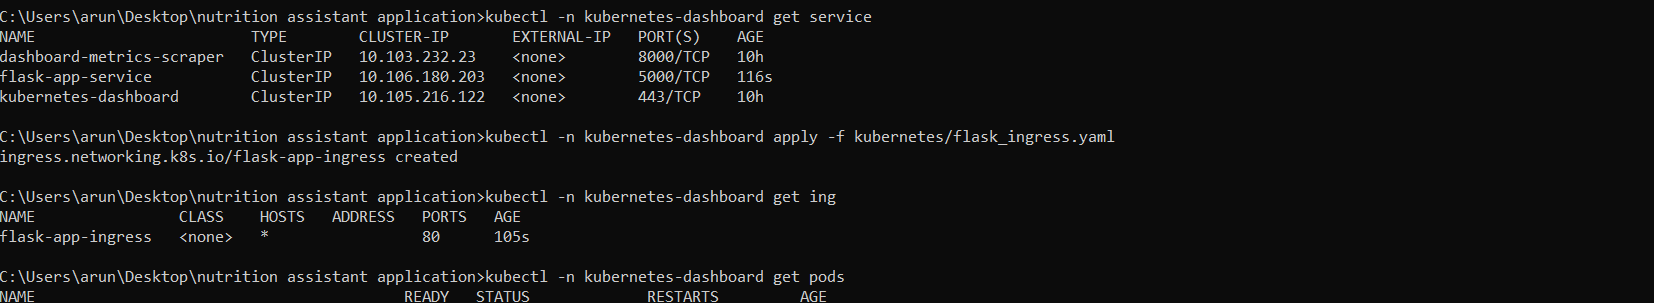 C:\Users\arun\Desktop\nutrition assistant application>kubectl -n kubernetes-dashboard get service
NAME TYPE CLUSTER-IP EXTERNAL-IP PORT(S) AGE
dashboard-metrics-scraper ClusterIP 10.103.232.23 <none> 8000/TCP 10h
flask-app-service ClusterIP 10.106.180.203 <none> 5000/TCP 116s
kubernetes-dashboard ClusterIP 10.105.216.122 <none> 443/TCP 10h
C:\Users\arun\Desktop\nutrition assistant application>kubectl -n kubernetes-dashboard apply -f kubernetes/flask_ingress.yaml
ingress.networking.k8s.io/flask-app-ingress created
C:\Users\arun\Desktop\nutrition assistant application>kubectl -n kubernetes-dashboard get ing
NAME CLASS HOSTS ADDRESS PORTS AGE
flask-app-ingress <none> * 80 105s
C:\Users\arun\Desktop\nutrition assistant application>kubectl -n kubernetes-dashboard get pods
NAME READY STATUS RESTARTS AGE